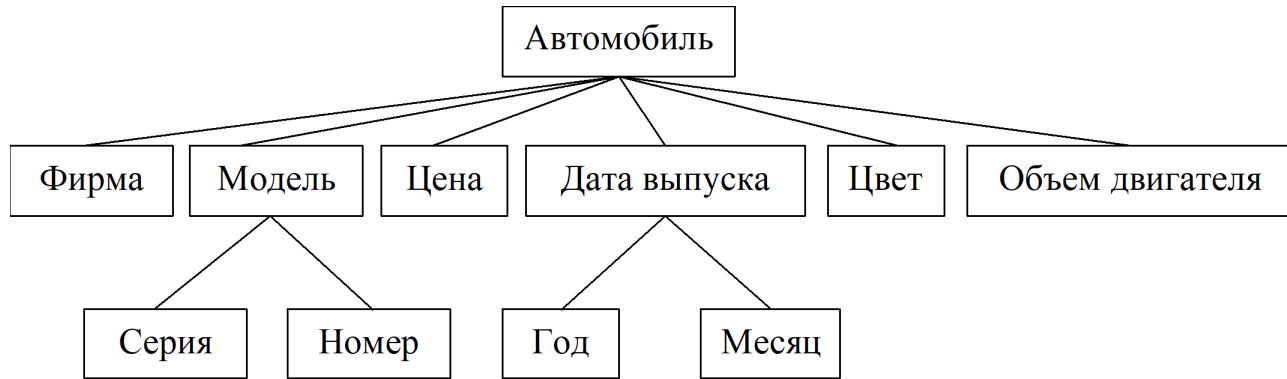 Автомобиль
Фирма
Модель
Цена
Дата выпуска
Цвет
Объем двигателя
Серия
Номер
Год
Месяц